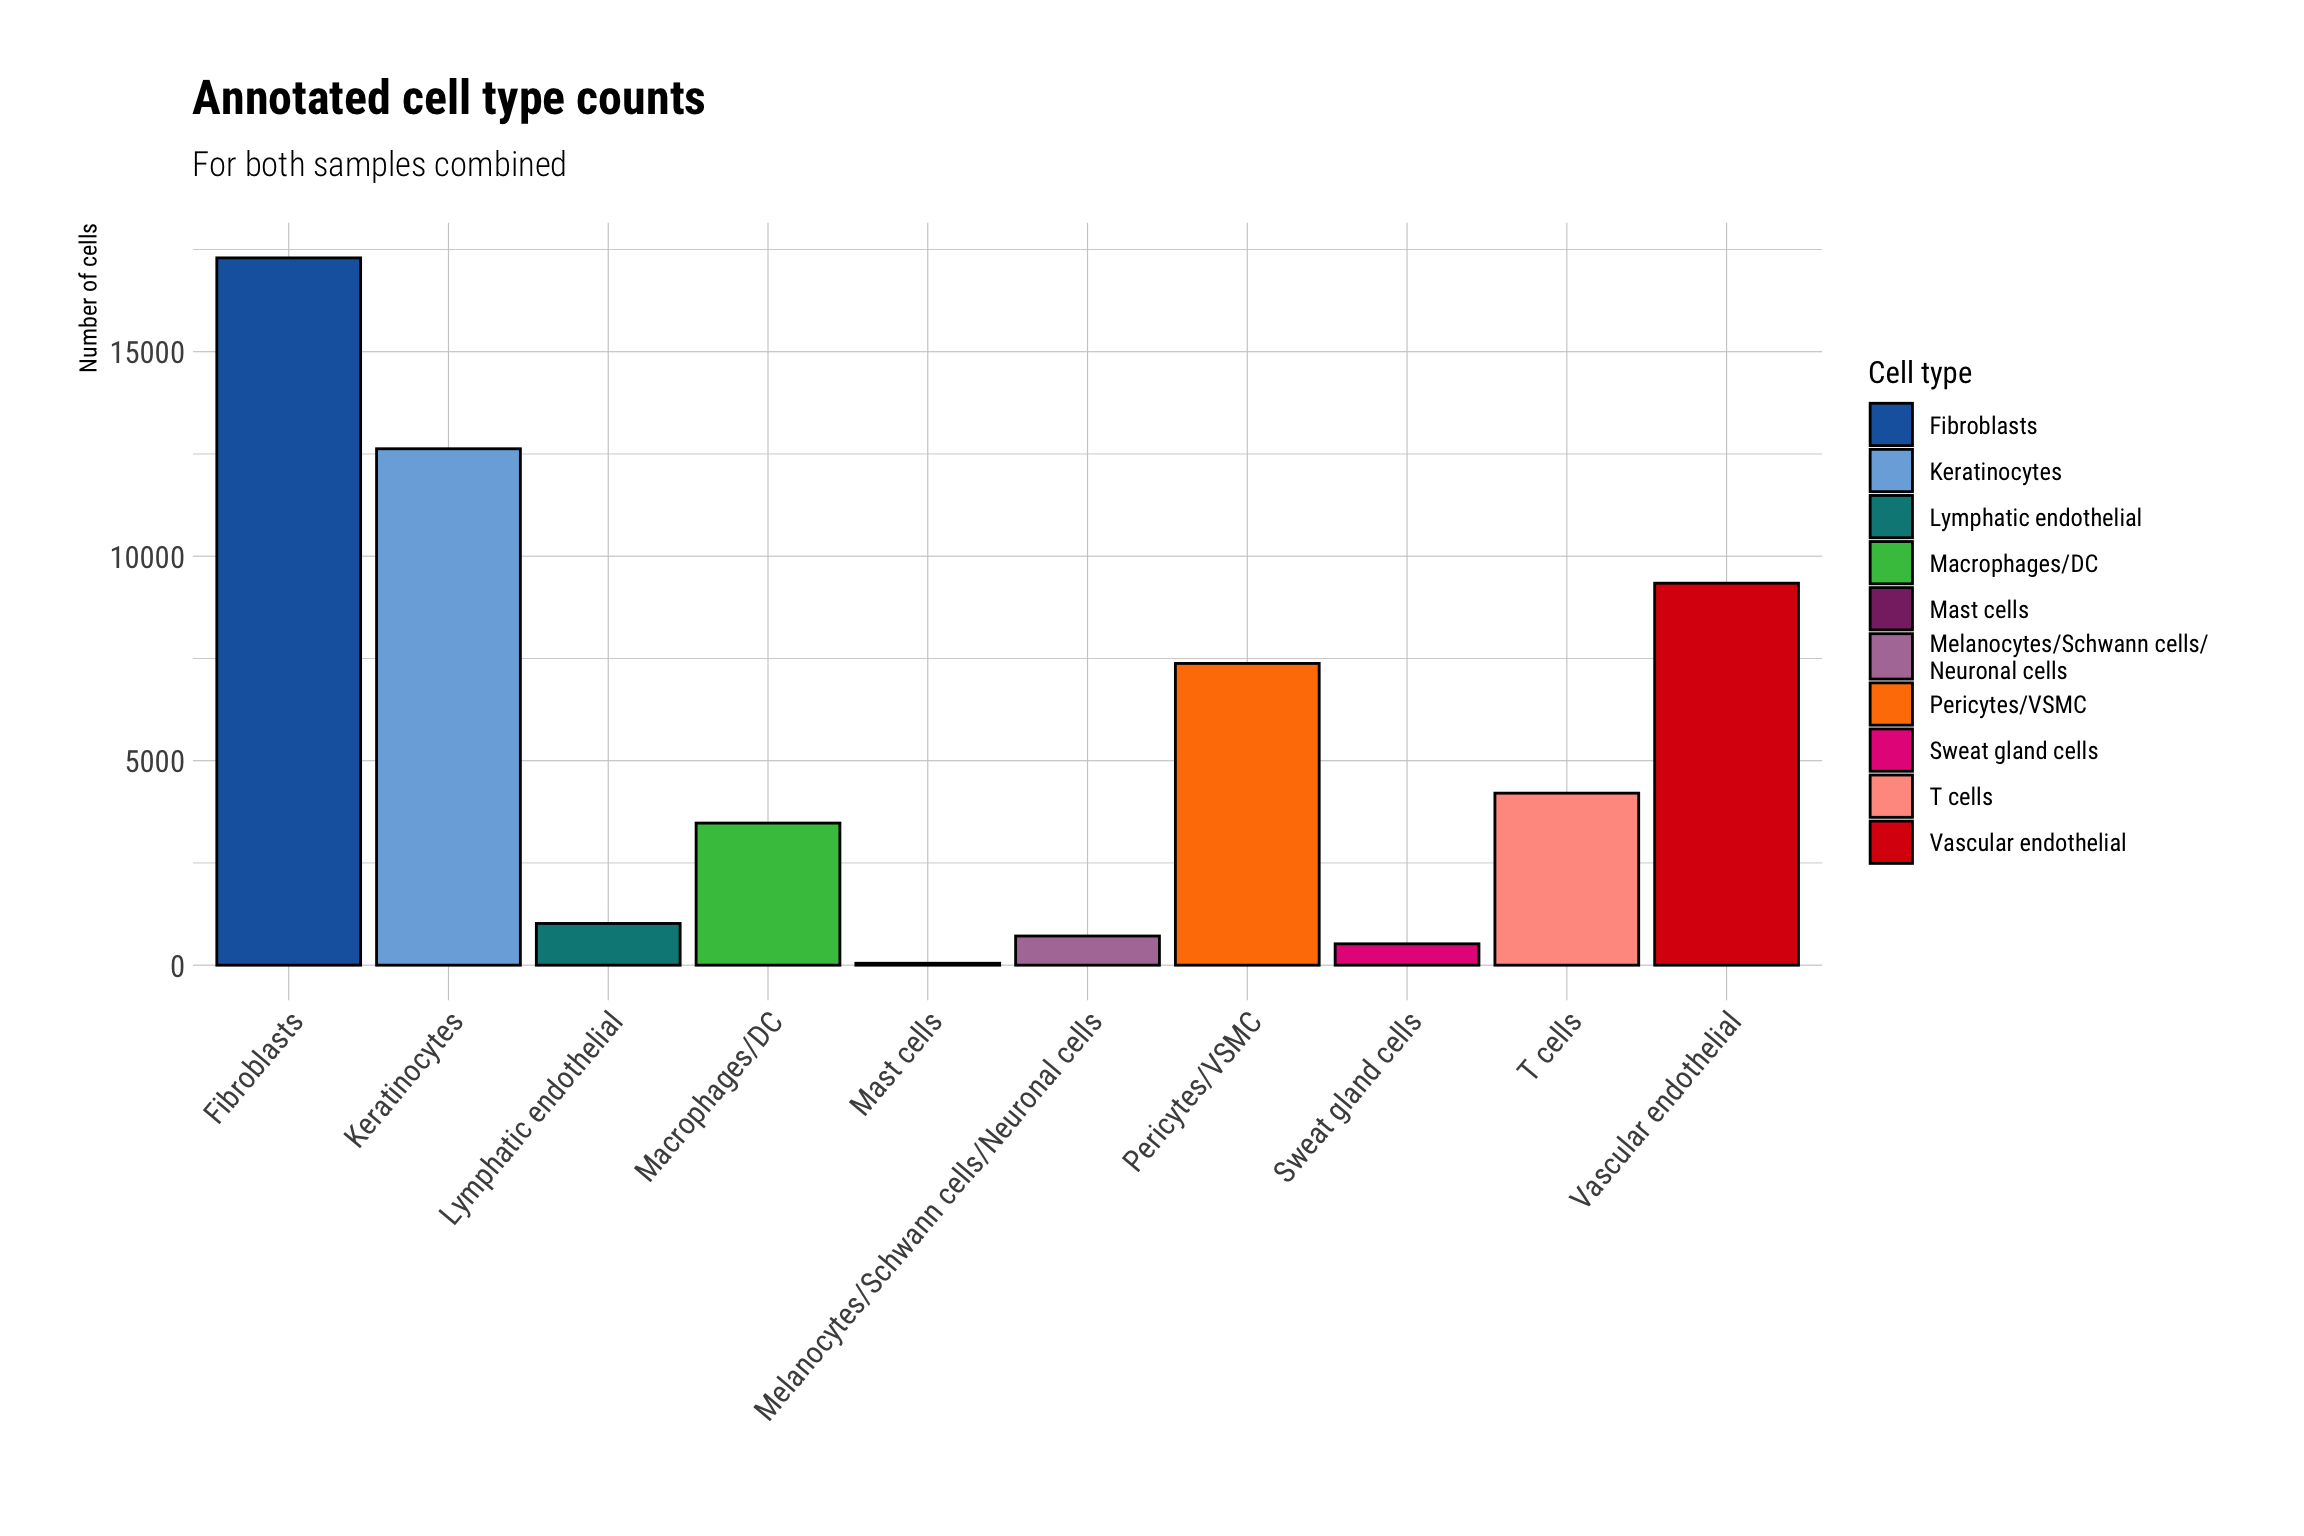 Annotated cell type counts
For both samples combined
Number of cells
15000
10000
5000
0
Fibroblasts
Keratinocytes
Lymphatic endothelial
Macrophages/DC
Mast cells
Melanocytes/Schwann cells/Neuronal cells
Pericytes/VSMC
Sweat gland cells
T cells
Vascular endothelial
Cell type
Fibroblasts
Keratinocytes
Lymphatic endothelial
Macrophages/DC
Mast cells
Melanocytes/Schwann cells/
Neuronal cells
Pericytes/VSMC
Sweat gland cells
T cells
Vascular endothelial